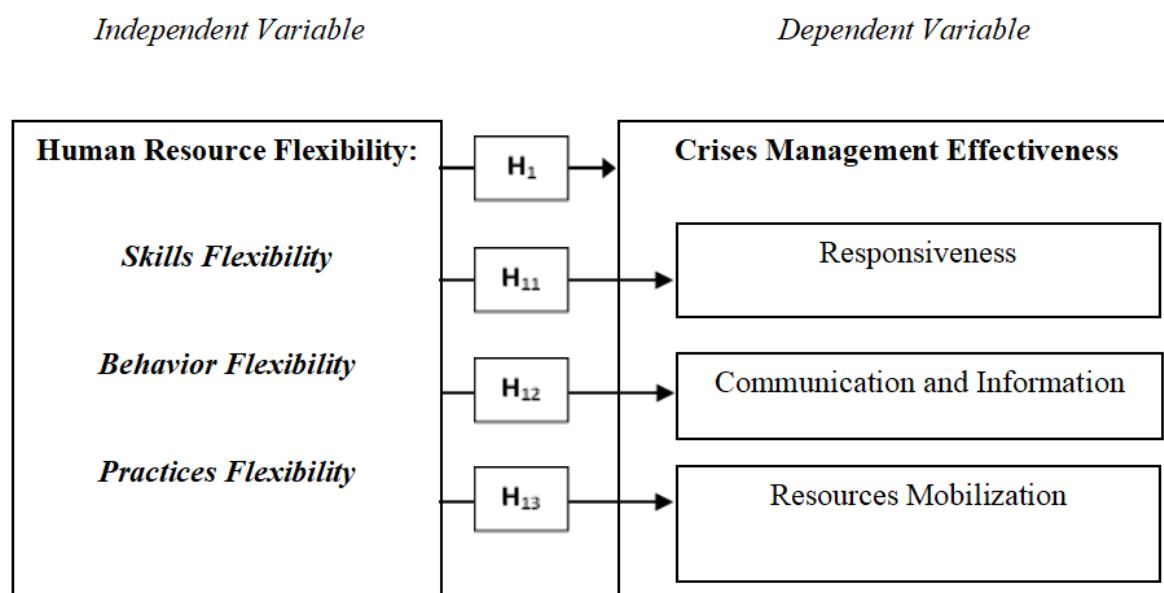 Independent Variable
Dependent Variable
Human Resource Flexibility:
H₁
Crises Management Effectiveness
Skills Flexibility
H₁₁
Responsiveness
Behavior Flexibility
H₁₂
Communication and Information
Practices Flexibility
H₁₃
Resources Mobilization